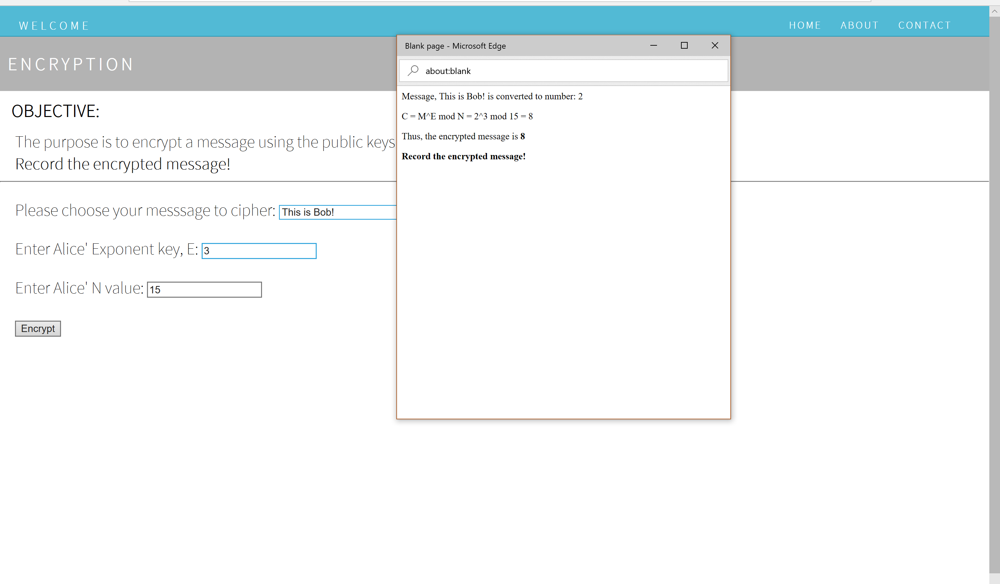 WELCOME
HOME ABOUT CONTACT
ENCRYPTION
OBJECTIVE:
The purpose is to encrypt a message using the public keys
Record the encrypted message!
Please choose your messsage to cipher: This is Bob!
Enter Alice' Exponent key, E: 3
Enter Alice' N value: 15
Encrypt
Blank page - Microsoft Edge
about:blank
Message, This is Bob! is converted to number: 2
C = M^E mod N = 2^3 mod 15 = 8
Thus, the encrypted message is 8
Record the encrypted message!